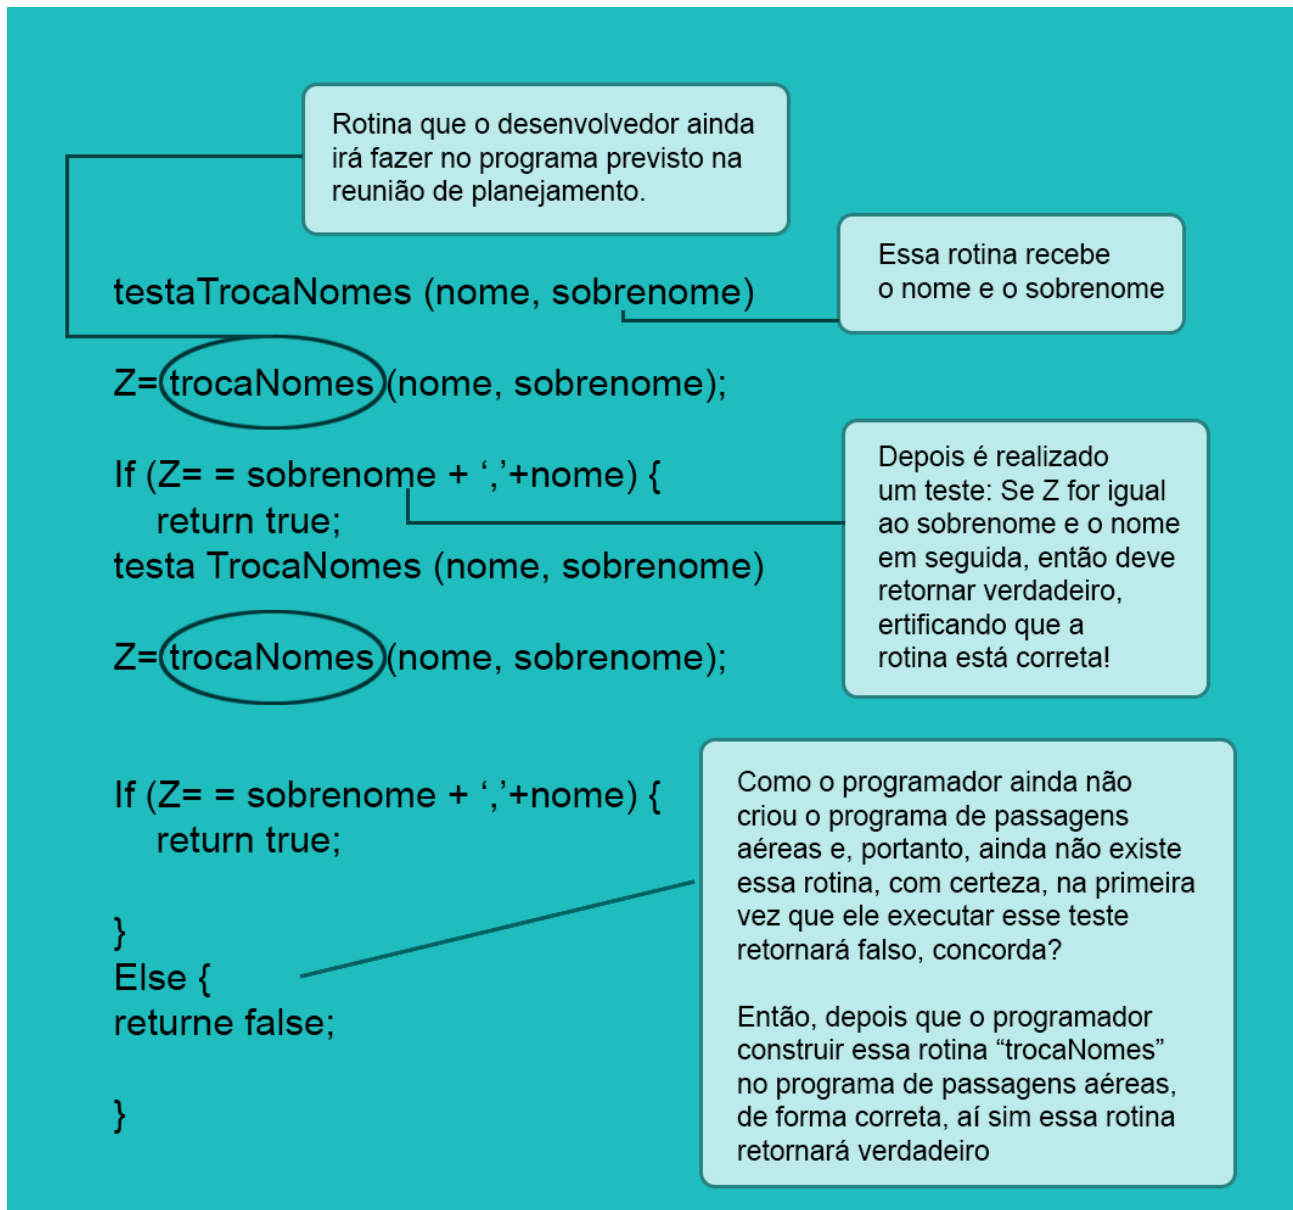 Rotina que o desenvolvedor ainda
irá fazer no programa previsto na
reunião de planejamento.
Essa rotina recebe
o nome e o sobrenome
testaTrocaNomes (nome, sobrenome)
Z= trocaNomes (nome, sobrenome);
If (Z= = sobrenome + ‘,’+nome) {
return true;
testa TrocaNomes (nome, sobrenome)
Depois é realizado
um teste: Se Z for igual
ao sobrenome e o nome
em seguida, então deve
retornar verdadeiro,
ertificando que a
rotina está correta!
Z= trocaNomes (nome, sobrenome);
If (Z= = sobrenome + ‘,’+nome) {
return true;
}
Else {
returne false;
}
Como o programador ainda não
criou o programa de passagens
aéreas e, portanto, ainda não existe
essa rotina, com certeza, na primeira
vez que ele executar esse teste
retornará falso, concorda?
Então, depois que o programador
construir essa rotina “trocaNomes”
no programa de passagens aéreas,
de forma correta, aí sim essa rotina
retornará verdadeiro